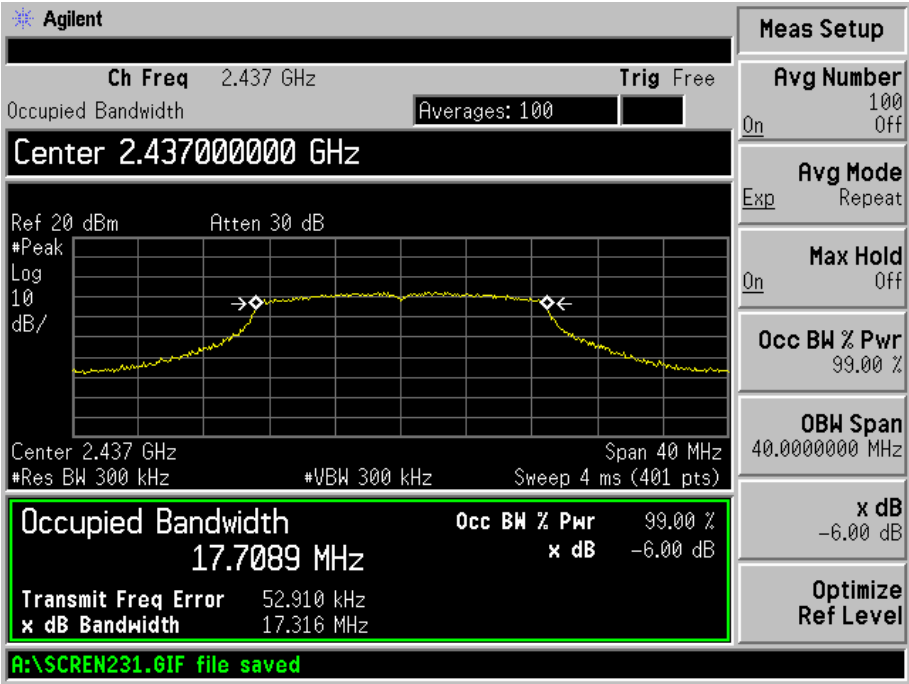 Agilent
Ch Freq 2.437 GHz Trig Free
Occupied Bandwidth Averages: 100
Center 2.437000000 GHz
Ref 20 dBm Atten 30 dB
#Peak
Log
10
dB/
Center 2.437 GHz Span 40 MHz
#Res BW 300 kHz #VBW 300 kHz Sweep 4 ms (401 pts)
Occupied Bandwidth
17.7089 MHz
Occ BW % Pwr 99.00 %
x dB -6.00 dB
Transmit Freq Error 52.910 kHz
x dB Bandwidth 17.316 MHz
A:\SCREN231.GIF file saved
Meas Setup
Avg Number
100
On Off
Avg Mode
Exp Repeat
Max Hold
On Off
Occ BW % Pwr
99.00 %
OBW Span
40.0000000 MHz
x dB
-6.00 dB
Optimize
Ref Level